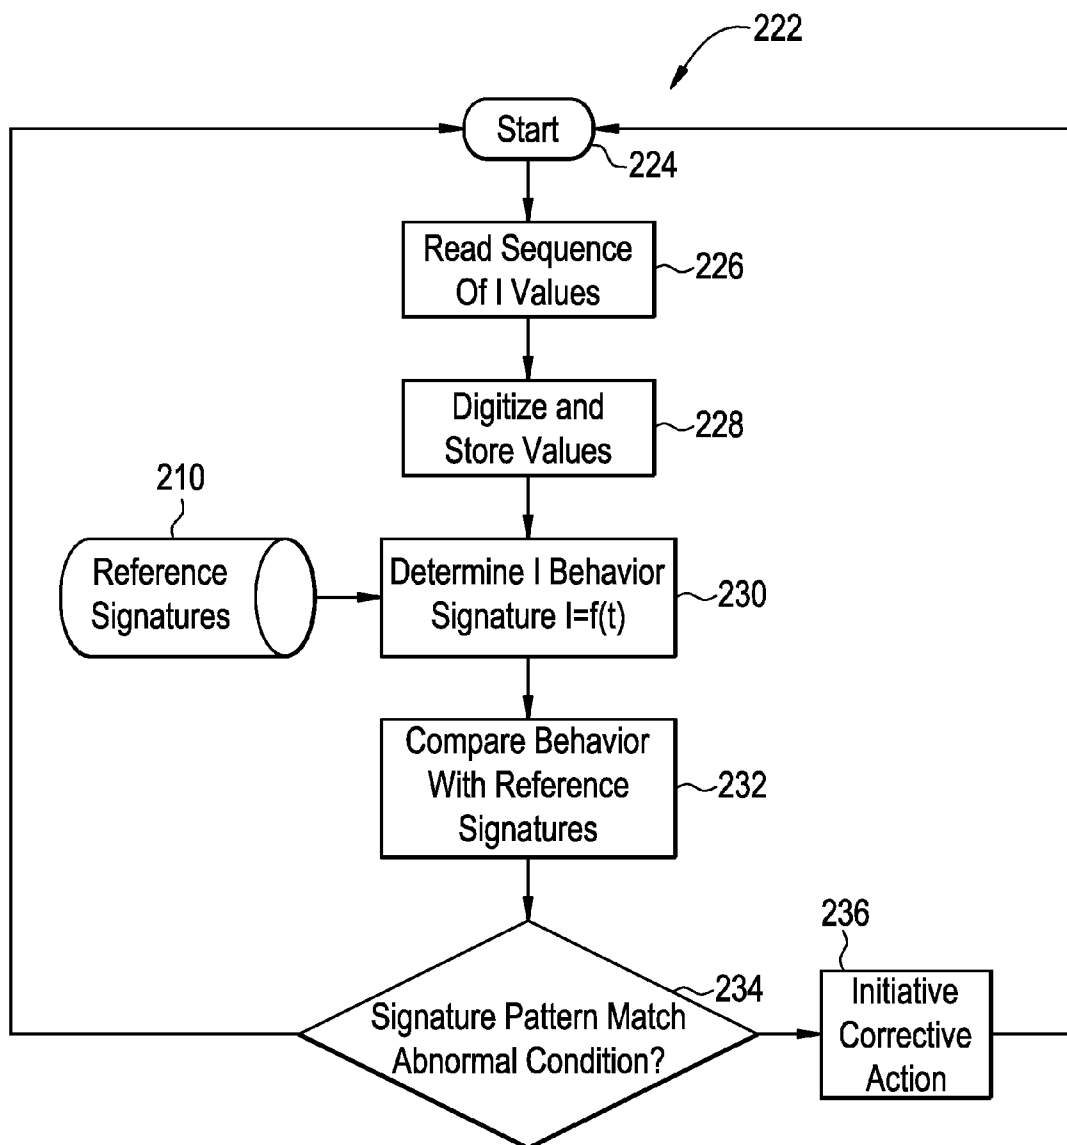 222
Start
224
Read Sequence
Of I Values
226
Digitize and
Store Values
228
210
Reference
Signatures
Determine I Behavior
Signature I=f(t)
230
Compare Behavior
With Reference
Signatures
232
234
Signature Pattern Match
Abnormal Condition?
236
Initiative
Corrective
Action